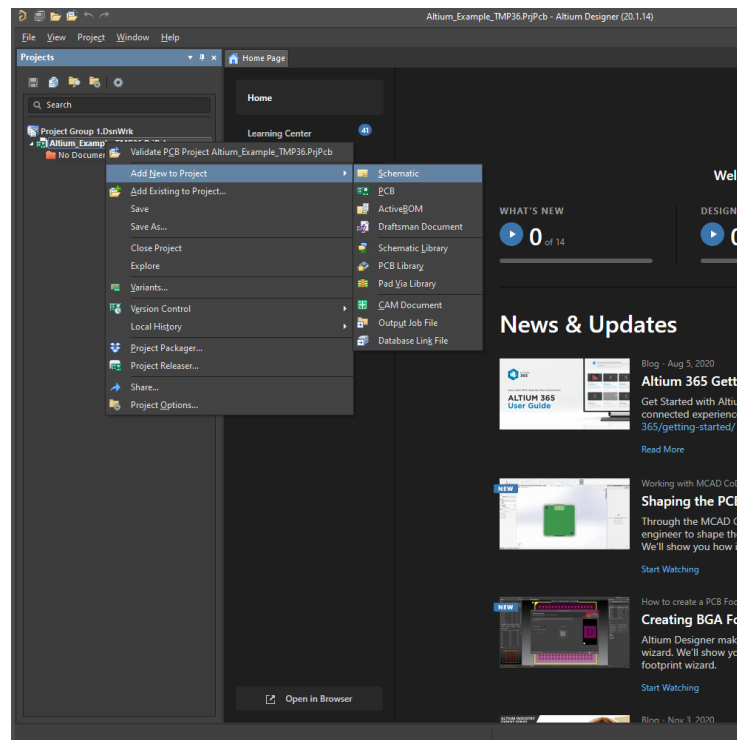 Altium_Example_TMP36.PrjPcb - Altium Designer (20.1.14)
File View Project Window Help
Projects
Home Page
Search
Home
Learning Center
41
Project Group 1.DsnWrk
No Documen
Validate PCB Project Altium_Example_TMP36.PrjPcb
Add New to Project
Add Existing to Project...
Save
Save As...
Close Project
Explore
Variants...
Version Control
Local History
Project Packager...
Project Releaser...
Share...
Project Options...
Schematic
PCB
ActiveBOM
Draftsman Document
Schematic Library
PCB Library
Pad Via Library
CAM Document
Output Job File
Database Link File
Wel
WHAT'S NEW
0 of 14
DESIGN
News & Updates
ALTIUM 365
User Guide
Blog - Aug 5, 2020
Altium 365 Gett
Get Started with Altiu
connected experienc
365/getting-started/
Read More
NEW
Working with MCAD CoD
Shaping the PCB
Through the MCAD C
engineer to shape the
We'll show you how i
Start Watching
NEW
How to create a PCB Foo
Creating BGA Fo
Altium Designer mak
wizard. We'll show yo
footprint wizard.
Start Watching
Open in Browser
ALTIUM INDUSTRY
Blog - Nov 3, 2020